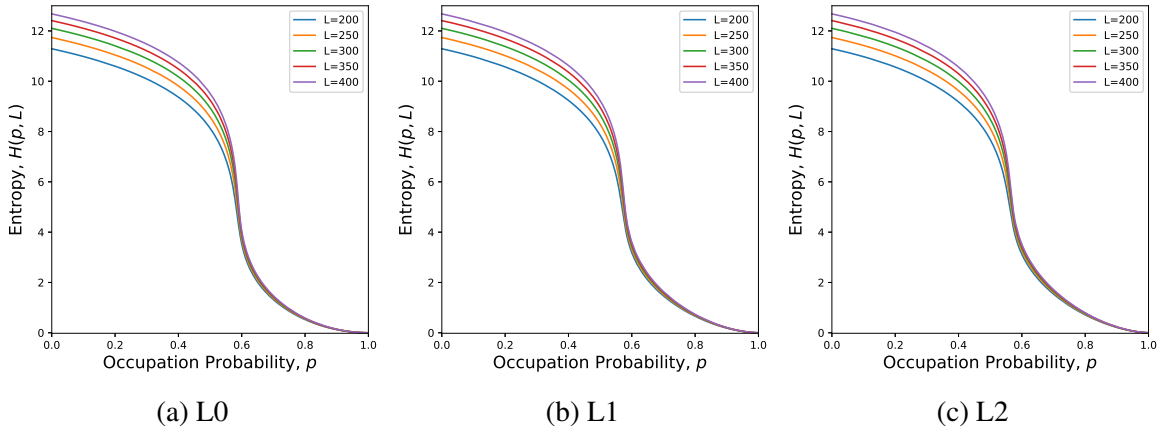 Entropy, H(p, L)
12
10
8
6
4
2
0
0.0 0.2 0.4 0.6 0.8 1.0
Occupation Probability, p
L=200
L=250
L=300
L=350
L=400
(a) L0
Entropy, H(p, L)
12
10
8
6
4
2
0
0.0 0.2 0.4 0.6 0.8 1.0
Occupation Probability, p
L=200
L=250
L=300
L=350
L=400
(b) L1
Entropy, H(p, L)
12
10
8
6
4
2
0
0.0 0.2 0.4 0.6 0.8 1.0
Occupation Probability, p
L=200
L=250
L=300
L=350
L=400
(c) L2